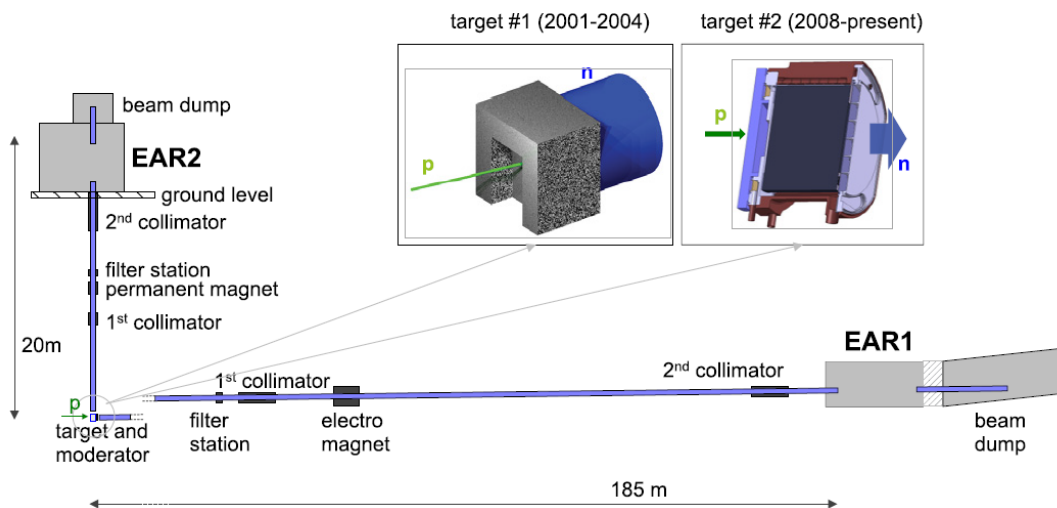 target #1 (2001-2004)
target #2 (2008-present)
n
p
p
n
beam dump
EAR2
ground level
2nd collimator
filter station
permanent magnet
1st collimator
20m
p
target and
moderator
1st collimator
filter
station
electro
magnet
2nd collimator
EAR1
beam
dump
185 m